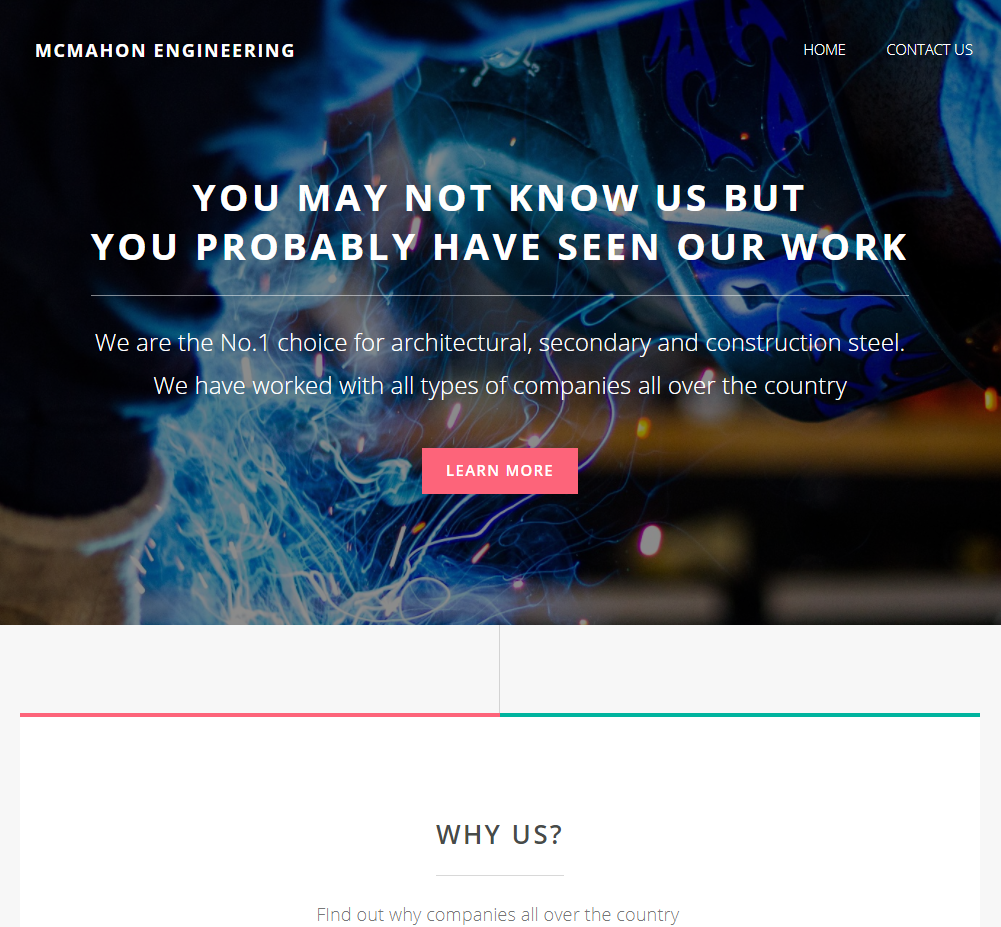 MCMAHON ENGINEERING
HOME
CONTACT US
YOU MAY NOT KNOW US BUT
YOU PROBABLY HAVE SEEN OUR WORK
We are the No.1 choice for architectural, secondary and construction steel.
We have worked with all types of companies all over the country
LEARN MORE
WHY US?
FInd out why companies all over the country